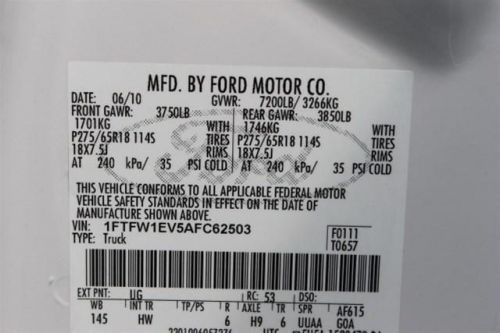 MFD. BY FORD MOTOR CO.
DATE: 06/10 GVWR: 7200LB/ 3266KG
FRONT GAWR: 3750LB REAR GAWR: 3850LB
1701KG WITH 1746KG WITH
P275/65R18 114S TIRES P275/65R18 114S TIRES
18X7.5J RIMS 18X7.5J RIMS
AT 240 kPa/ 35 PSI COLD AT 240 kPa/ 35 PSI COLD
Ford
THIS VEHICLE CONFORMS TO ALL APPLICABLE FEDERAL MOTOR
VEHICLE SAFETY STANDARDS IN EFFECT ON THE DATE OF
MANUFACTURE SHOWN ABOVE.
VIN: 1FTFW1EV5AFC62503 F0111
TYPE: Truck T0657
EXT PNT: UG RC: 53 DSO:
WB INT TR TP/PS R AXLE TR SPR AF615
145 HW 6 H9 6 UUAA G0A